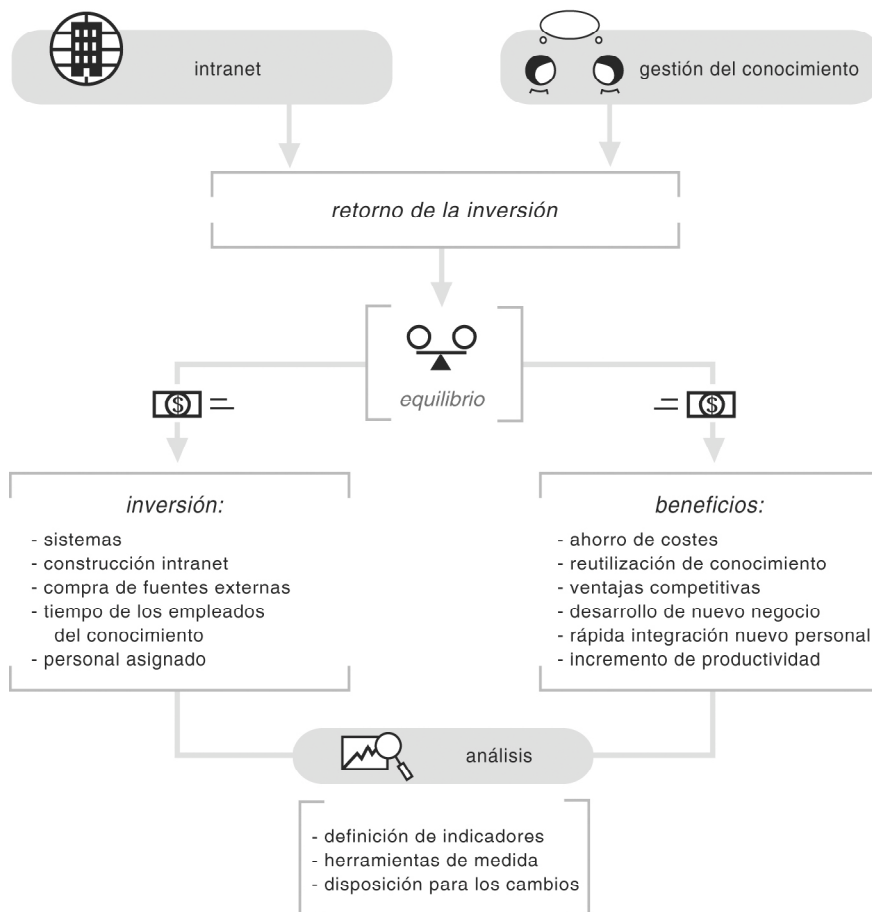 intranet
gestión del conocimiento
retorno de la inversión
equilibrio
$
$
inversión:
- sistemas
- construcción intranet
- compra de fuentes externas
- tiempo de los empleados
del conocimiento
- personal asignado
beneficios:
- ahorro de costes
- reutilización de conocimiento
- ventajas competitivas
- desarrollo de nuevo negocio
- rápida integración nuevo personal
- incremento de productividad
análisis
- definición de indicadores
- herramientas de medida
- disposición para los cambios